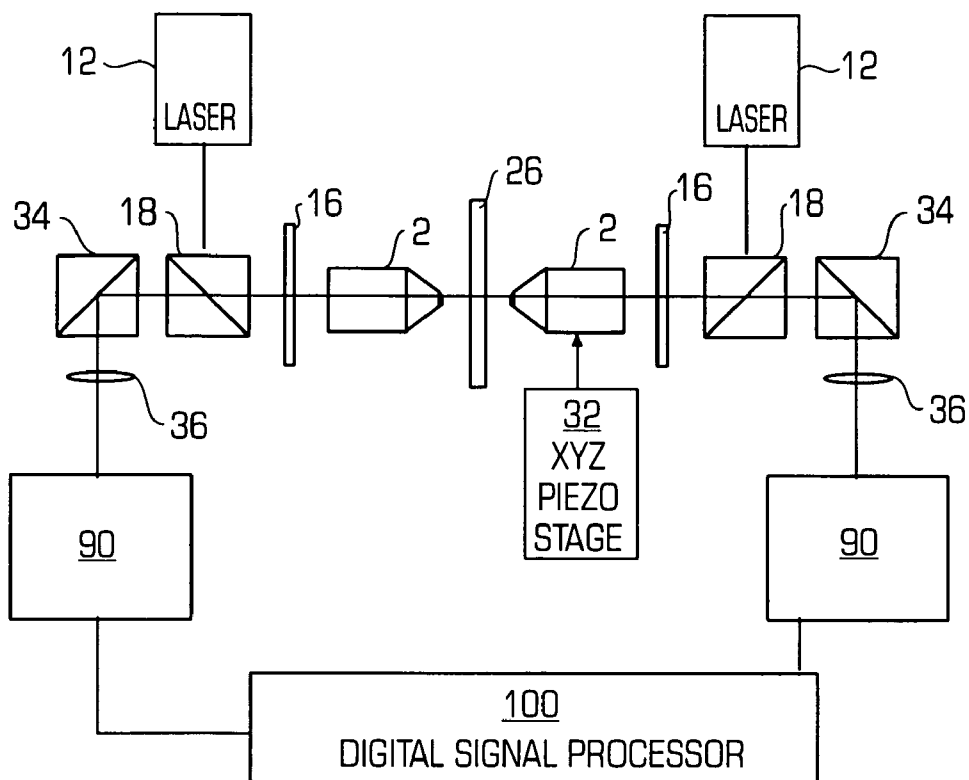 12
LASER
12
LASER
34
18
16
2
26
2
16
18
34
36
36
32
XYZ
PIEZO
STAGE
90
90
100
DIGITAL SIGNAL PROCESSOR